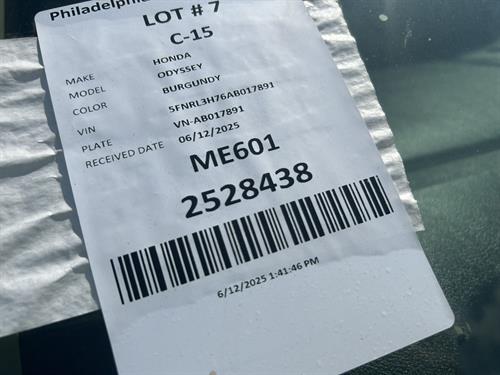 Philadelphia
LOT # 7
C-15
MAKE HONDA
MODEL ODYSSEY
COLOR BURGUNDY
VIN 5FNRL3H76AB017891
PLATE VN-AB017891
RECEIVED DATE 06/12/2025
ME601
2528438
6/12/2025 1:41:46 PM